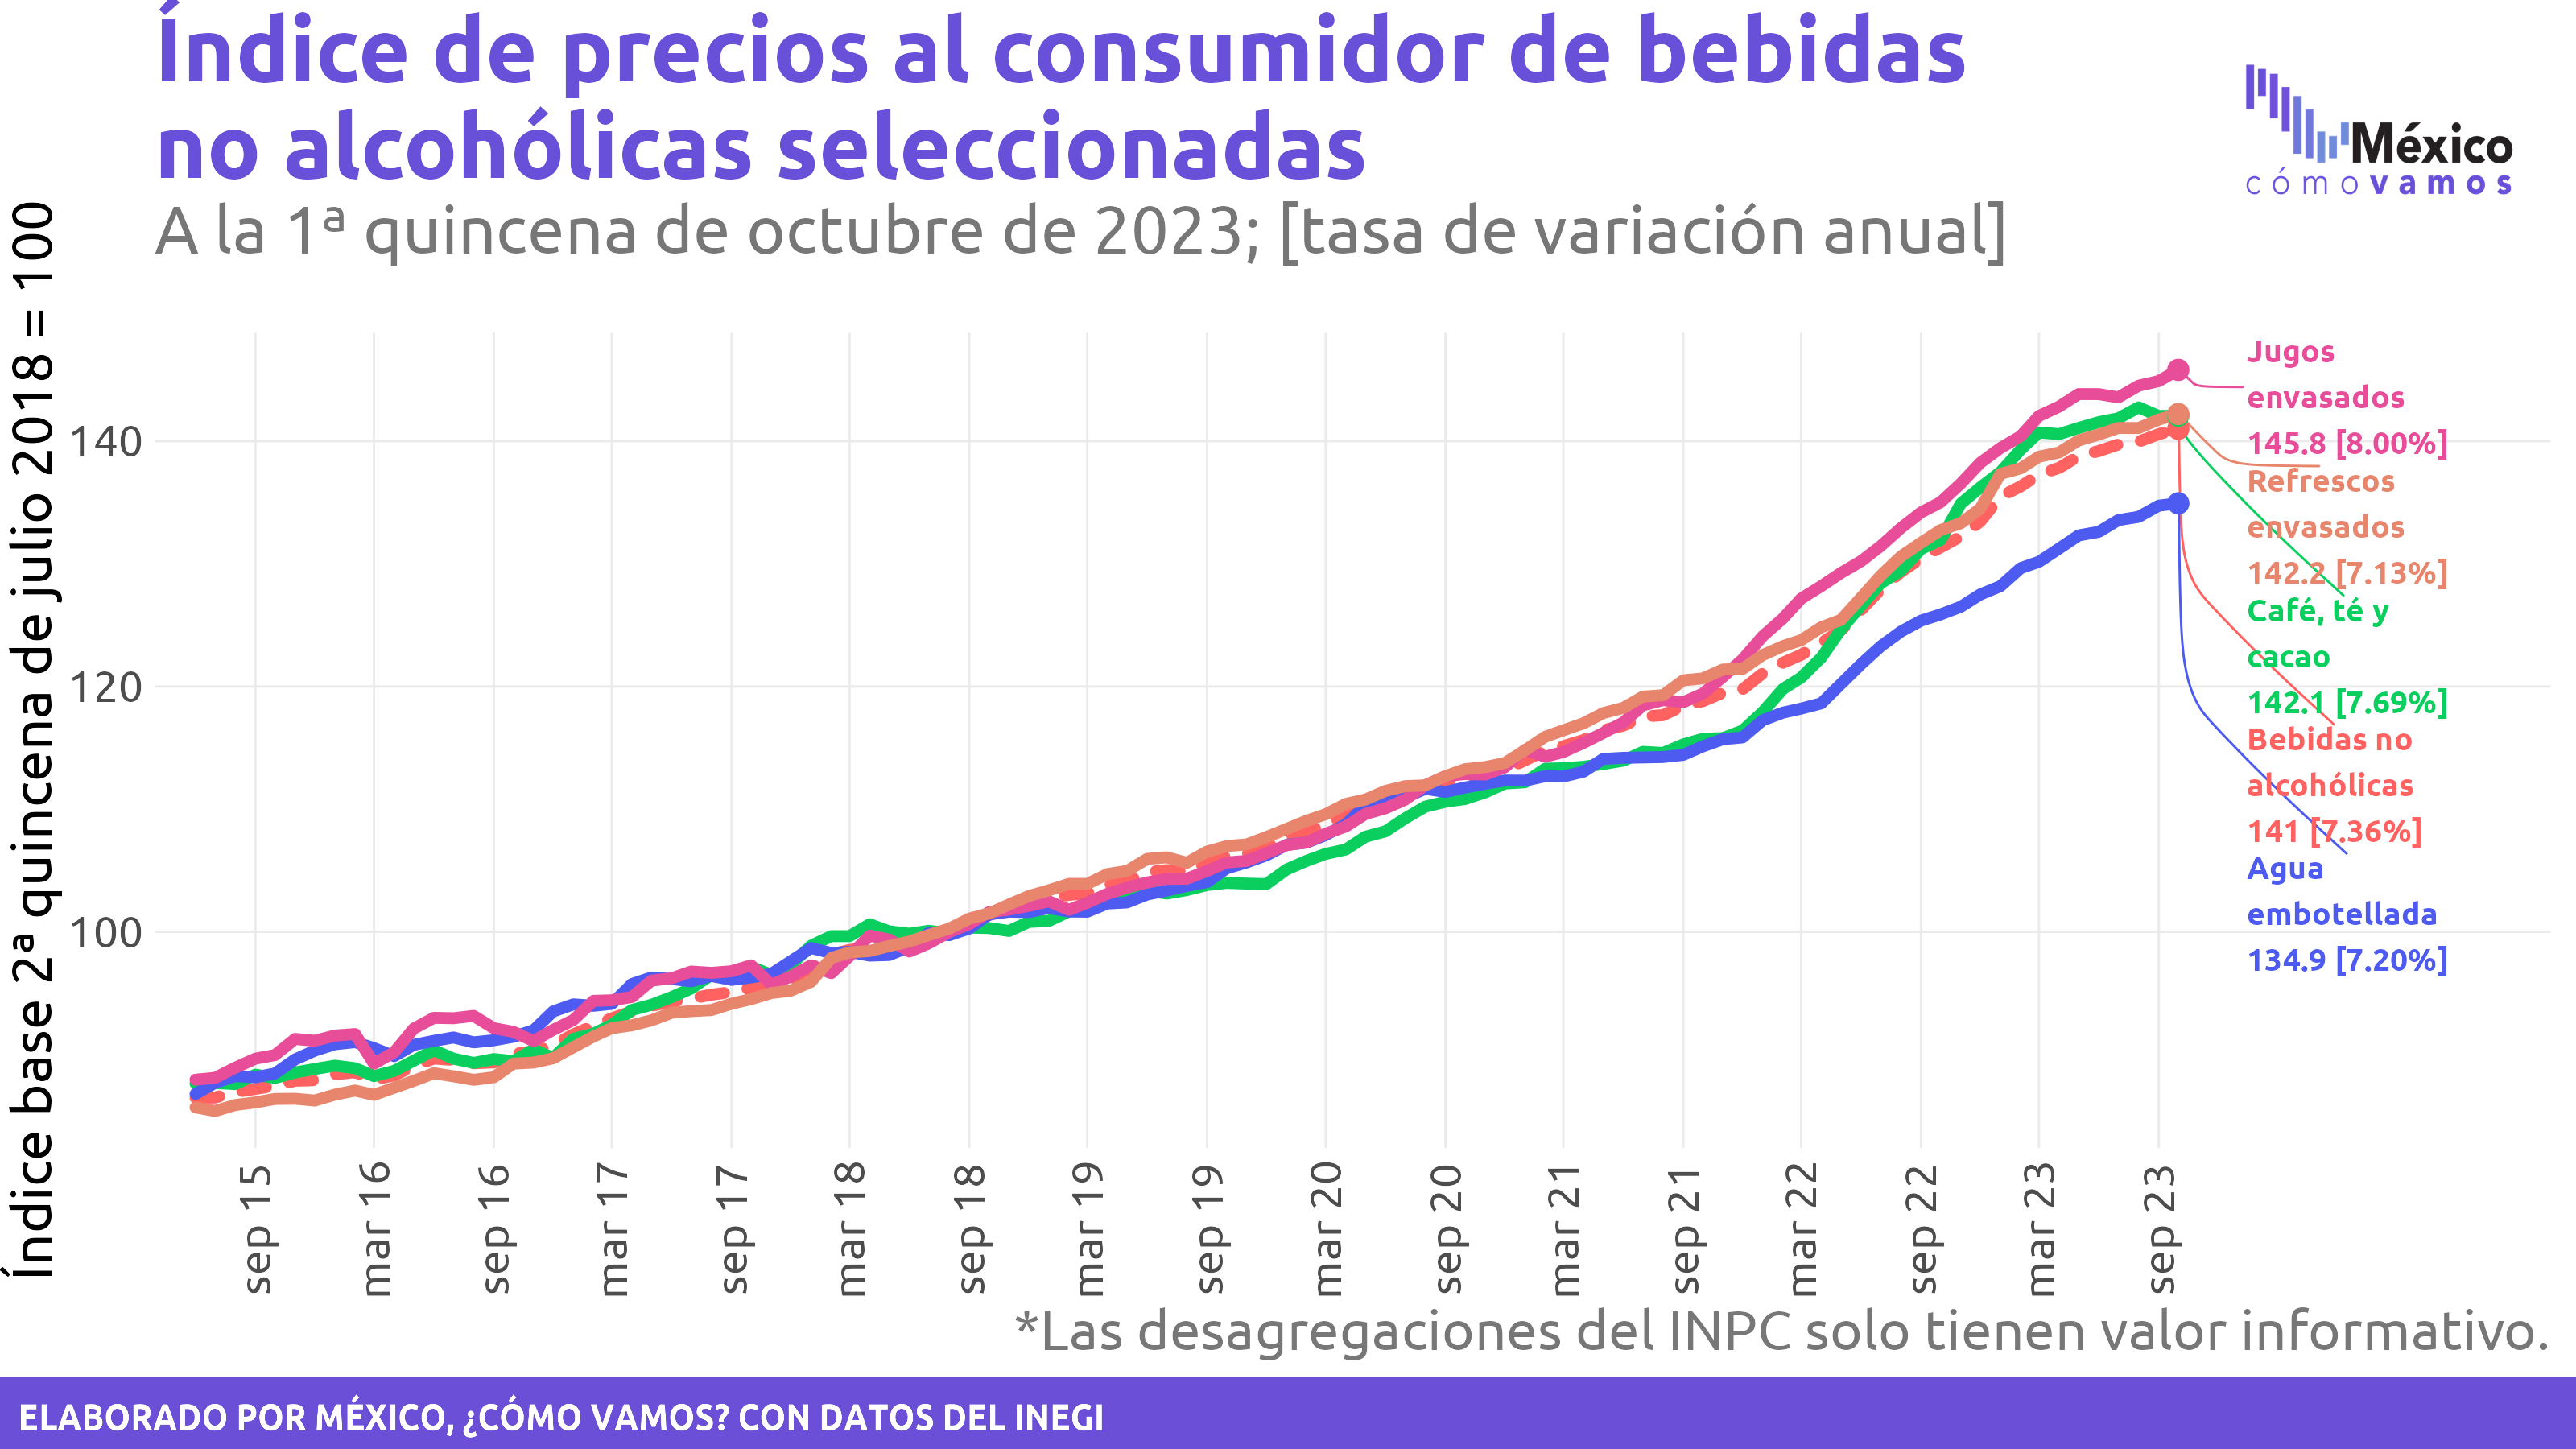 Índice de precios al consumidor de bebidas
no alcohólicas seleccionadas
A la 1ª quincena de octubre de 2023; [tasa de variación anual]
México
cómo vamos
Índice base 2ª quincena de julio 2018 = 100
140
120
100
Jugos
envasados
145.8 [8.00%]
Refrescos
envasados
142.2 [7.13%]
Café, té y
cacao
142.1 [7.69%]
Bebidas no
alcohólicas
141 [7.36%]
Agua
embotellada
134.9 [7.20%]
sep 15
mar 16
sep 16
mar 17
sep 17
mar 18
sep 18
mar 19
sep 19
mar 20
sep 20
mar 21
sep 21
mar 22
sep 22
mar 23
sep 23
*Las desagregaciones del INPC solo tienen valor informativo.
ELABORADO POR MÉXICO, ¿CÓMO VAMOS? CON DATOS DEL INEGI